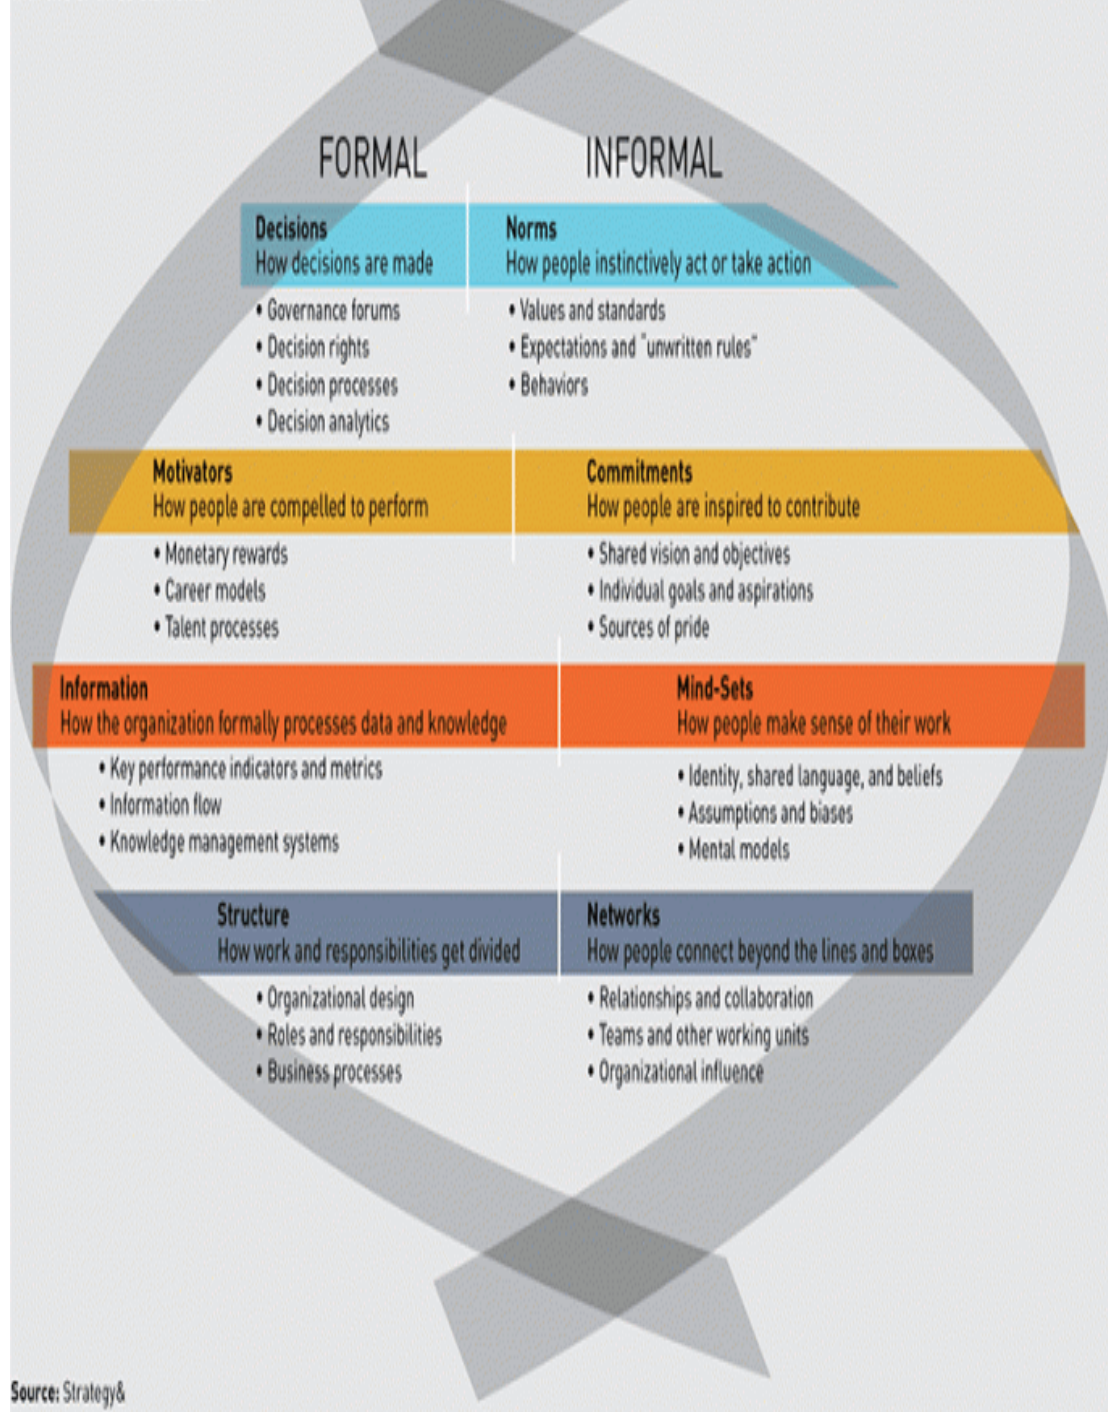 FORMAL
INFORMAL
Decisions
How decisions are made
• Governance forums
• Decision rights
• Decision processes
• Decision analytics
Norms
How people instinctively act or take action
• Values and standards
• Expectations and “unwritten rules”
• Behaviors
Motivators
How people are compelled to perform
• Monetary rewards
• Career models
• Talent processes
Commitments
How people are inspired to contribute
• Shared vision and objectives
• Individual goals and aspirations
• Sources of pride
Information
How the organization formally processes data and knowledge
• Key performance indicators and metrics
• Information flow
• Knowledge management systems
Mind-Sets
How people make sense of their work
• Identity, shared language, and beliefs
• Assumptions and biases
• Mental models
Structure
How work and responsibilities get divided
• Organizational design
• Roles and responsibilities
• Business processes
Networks
How people connect beyond the lines and boxes
• Relationships and collaboration
• Teams and other working units
• Organizational influence
Source: Strategy&